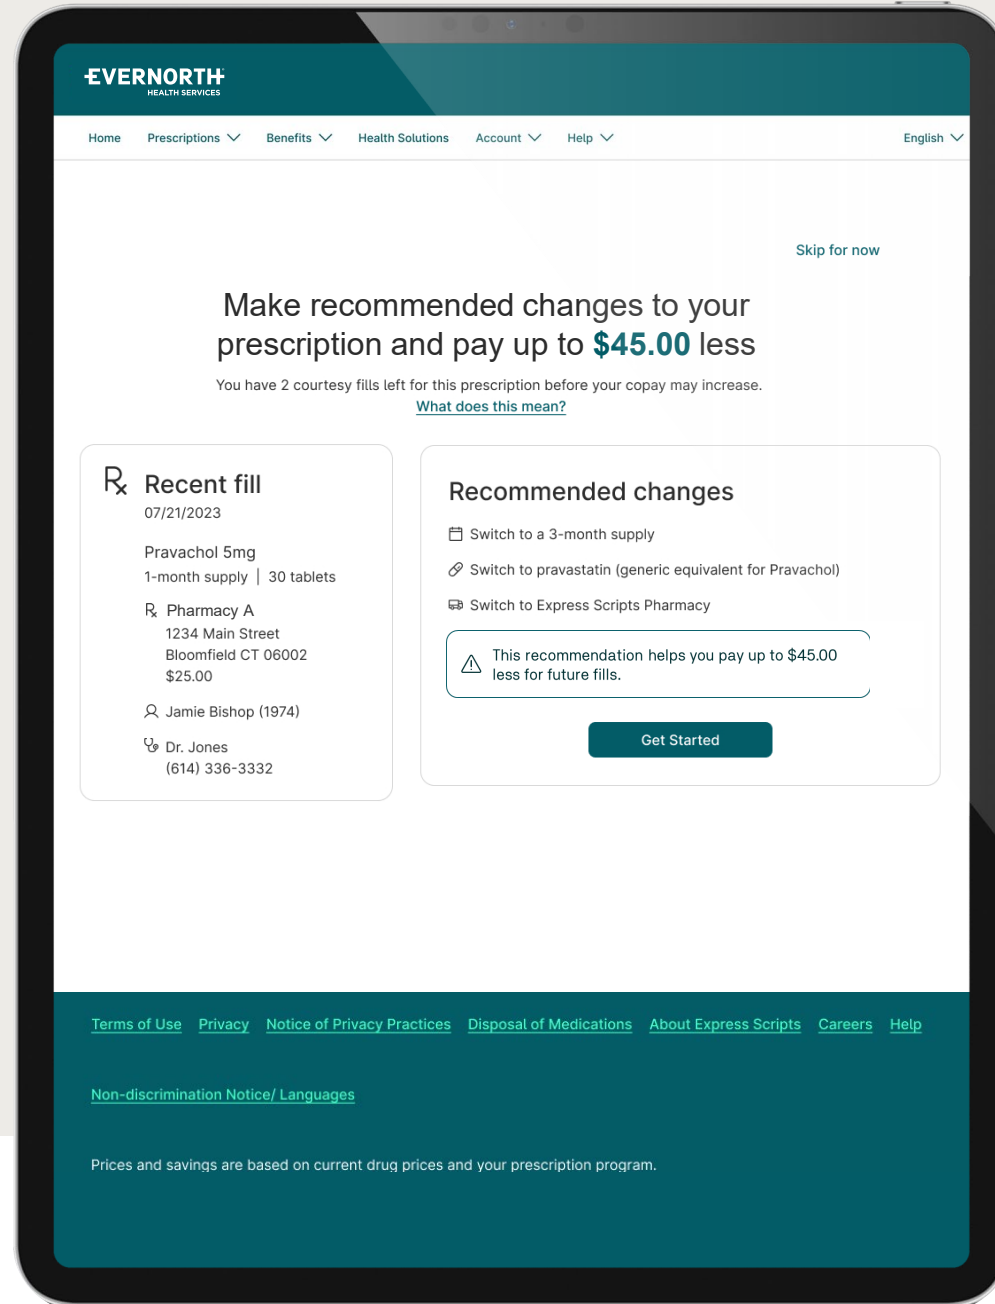 EVERNORTH
HEALTH SERVICES
Home Prescriptions Benefits Health Solutions Account Help English
Skip for now
Make recommended changes to your
prescription and pay up to $45.00 less
You have 2 courtesy fills left for this prescription before your copay may increase.
What does this mean?
Rx Recent fill
07/21/2023
Pravachol 5mg
1-month supply | 30 tablets
Rx Pharmacy A
1234 Main Street
Bloomfield CT 06002
$25.00
Jamie Bishop (1974)
Dr. Jones
(614) 336-3332
Recommended changes
Switch to a 3-month supply
Switch to pravastatin (generic equivalent for Pravachol)
Switch to Express Scripts Pharmacy
This recommendation helps you pay up to $45.00
less for future fills.
Get Started
Terms of Use Privacy Notice of Privacy Practices Disposal of Medications About Express Scripts Careers Help
Non-discrimination Notice/ Languages
Prices and savings are based on current drug prices and your prescription program.